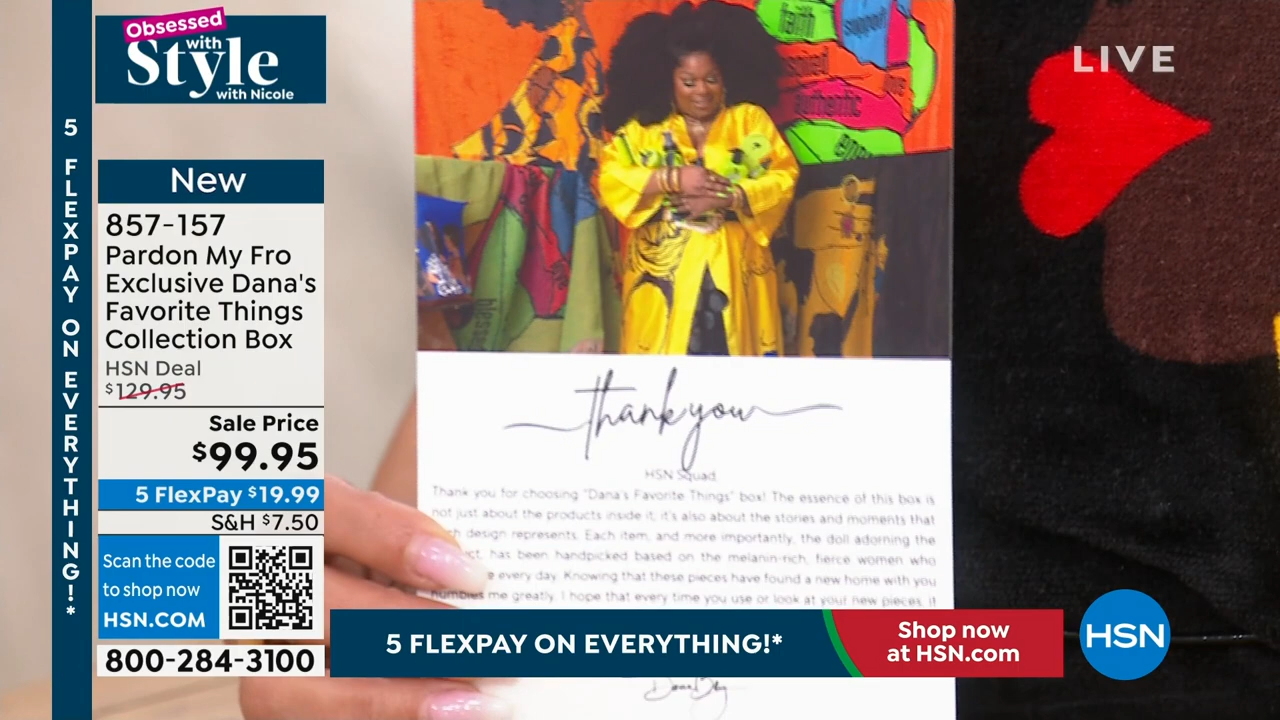 Obsessed
with
Style
with Nicole
LIVE
5 FLEXPAY ON EVERYTHING!*
New
857-157
Pardon My Fro
Exclusive Dana's
Favorite Things
Collection Box
HSN Deal
$129.95
Sale Price
$99.95
5 FlexPay $19.99
S&H $7.50
Scan the code
to shop now
HSN.COM
800-284-3100
faith
support
authentic
blessed
thank you
HSN Squad,
Thank you for choosing "Dana's Favorite Things" box! The essence of this box is
not just about the products inside it; it's also about the stories and moments that
design represents. Each item, and more importantly, the doll adorning the
has been handpicked based on the melanin-rich, fierce women who
every day. Knowing that these pieces have found a new home with you
humbles me greatly. I hope that every time you use or look at your new pieces, it
5 FLEXPAY ON EVERYTHING!*
Shop now
at HSN.com
HSN